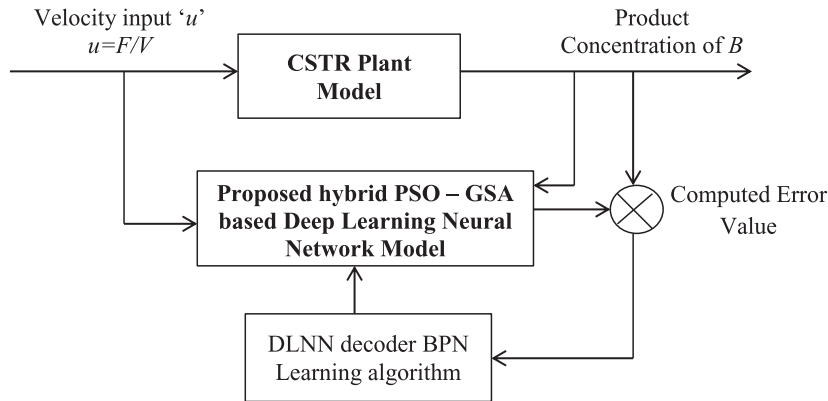 Velocity input ‘u’
u=F/V
Product
Concentration of B
CSTR Plant
Model
Proposed hybrid PSO – GSA
based Deep Learning Neural
Network Model
Computed Error
Value
DLNN decoder BPN
Learning algorithm